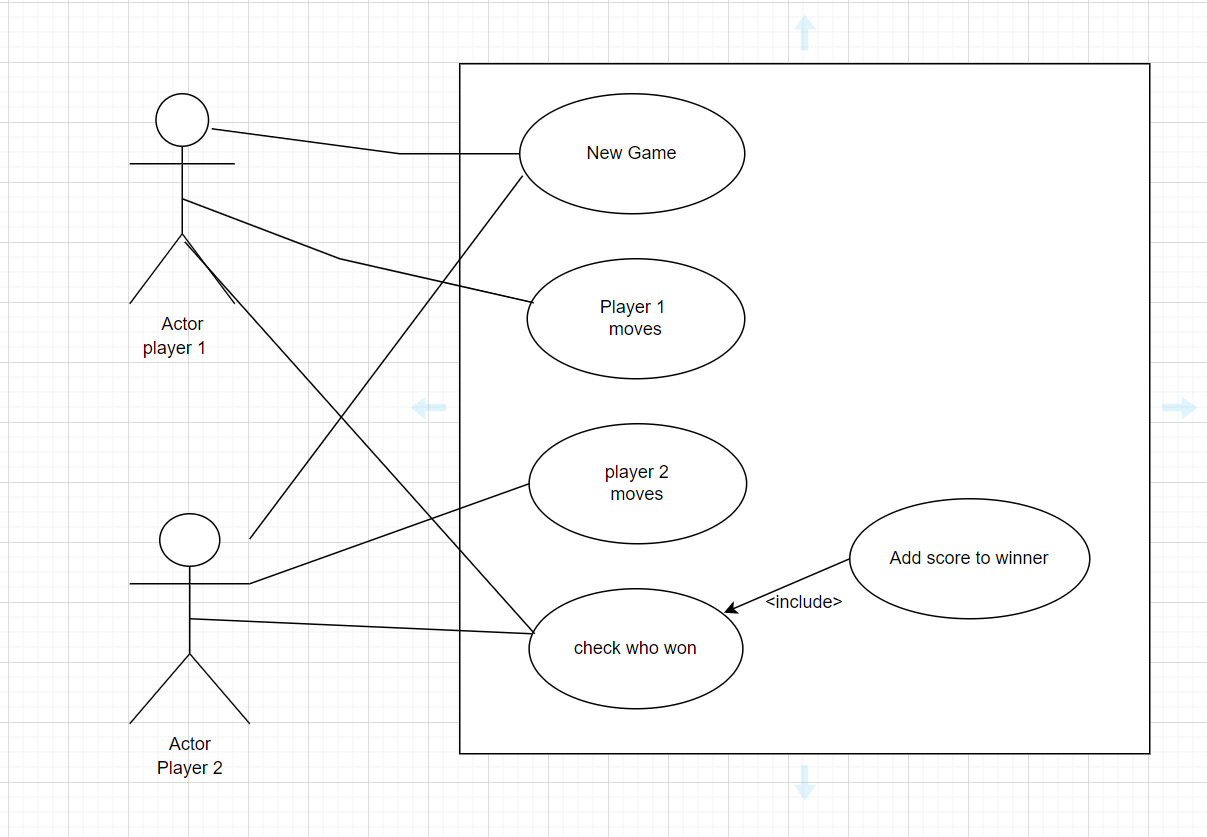 New Game
Actor
player 1
Player 1
moves
player 2
moves
Add score to winner
<include>
check who won
Actor
Player 2